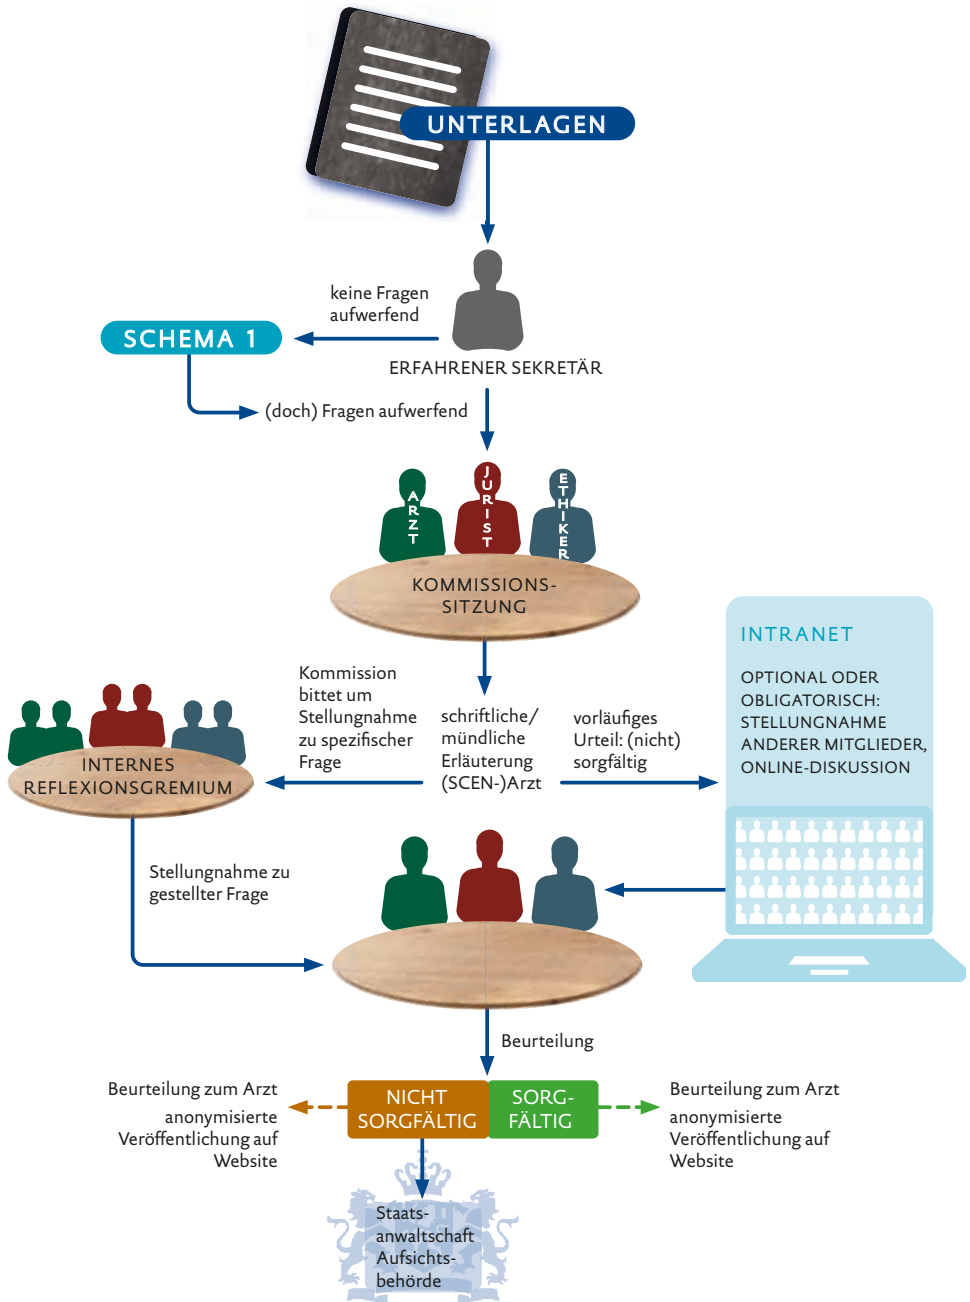 UNTERLAGEN
keine Fragen
aufwerfend
SCHEMA 1
ERFAHRENER SEKRETÄR
(doch) Fragen aufwerfend
ARZT
JURIST
ETHIKER
KOMMISSIONS-
SITZUNG
INTRANET
OPTIONAL ODER
OBLIGATORISCH:
STELLUNGNAHME
ANDERER MITGLIEDER,
ONLINE-DISKUSSION
Kommission
bittet um
Stellungnahme
zu spezifischer
Frage
schriftliche/
mündliche
Erläuterung
(SCEN-)Arzt
vorläufiges
Urteil: (nicht)
sorgfältig
INTERNES
REFLEXIONSGREMIUM
Stellungnahme zu
gestellter Frage
Beurteilung
Beurteilung zum Arzt
anonymisierte
Veröffentlichung auf
Website
NICHT
SORGFÄLTIG
SORG-
FÄLTIG
Beurteilung zum Arzt
anonymisierte
Veröffentlichung auf
Website
Staats-
anwaltschaft
Aufsichts-
behörde